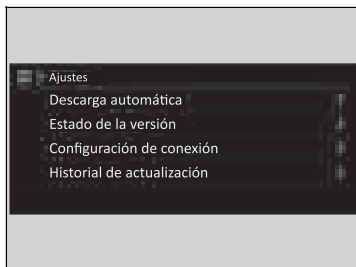 Ajustes
Descarga automática
Estado de la versión
Configuración de conexión
Historial de actualización